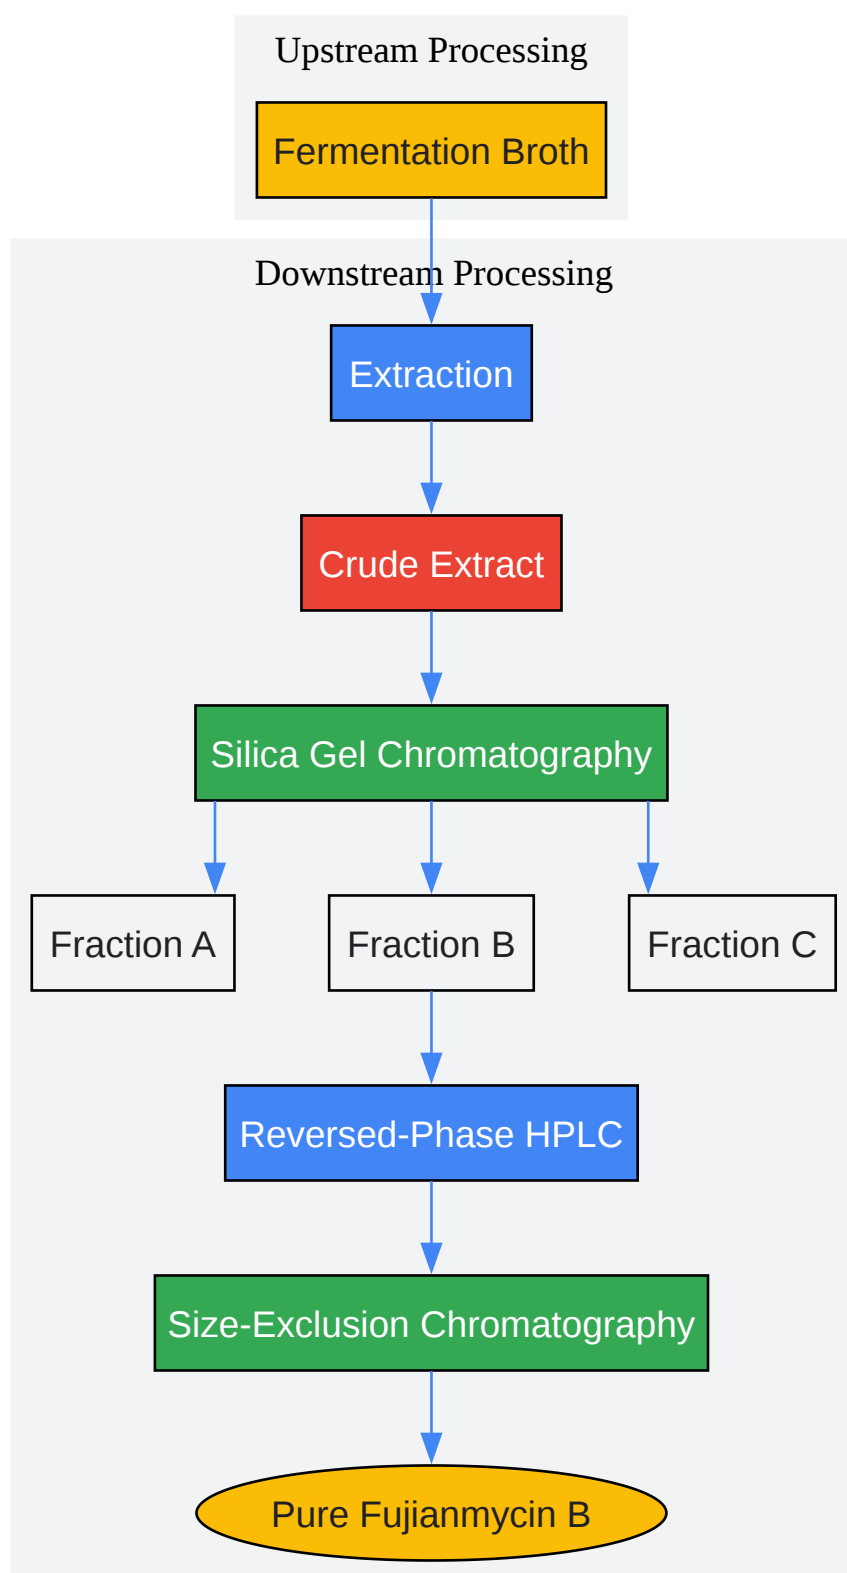 Upstream Processing
Fermentation Broth
Downstream Processing
Extraction
Crude Extract
Silica Gel Chromatography
Fraction A
Fraction B
Fraction C
Reversed-Phase HPLC
Size-Exclusion Chromatography
Pure Fujianmycin B